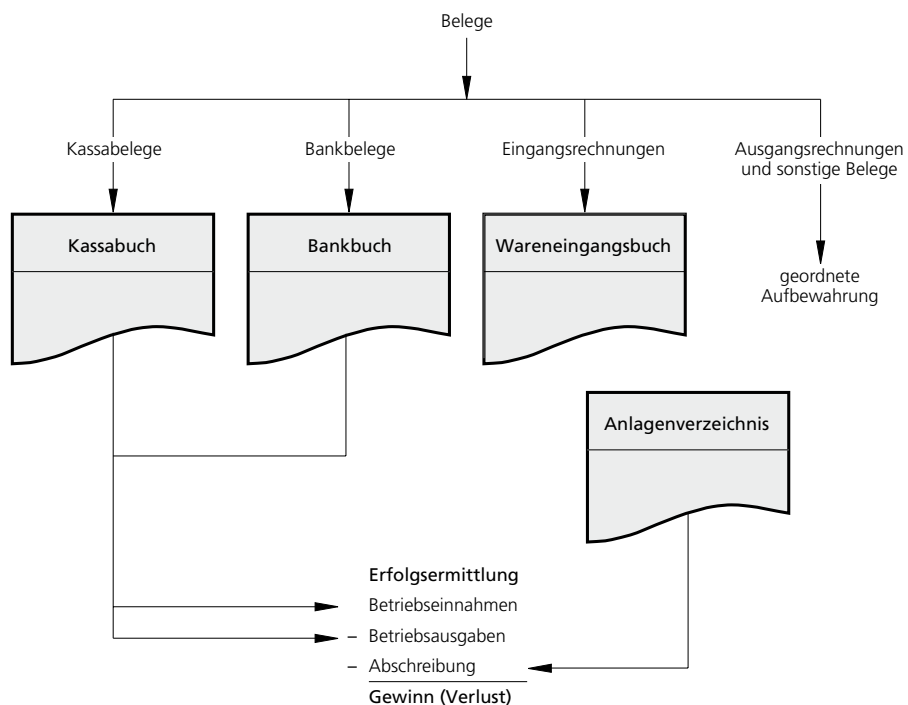 Belege
Kassabelege
Bankbelege
Eingangsrechnungen
Ausgangsrechnungen
und sonstige Belege
Kassabuch
Bankbuch
Wareneingangsbuch
geordnete
Aufbewahrung
Anlagenverzeichnis
Erfolgsermittlung
Betriebseinnahmen
– Betriebsausgaben
– Abschreibung
Gewinn (Verlust)